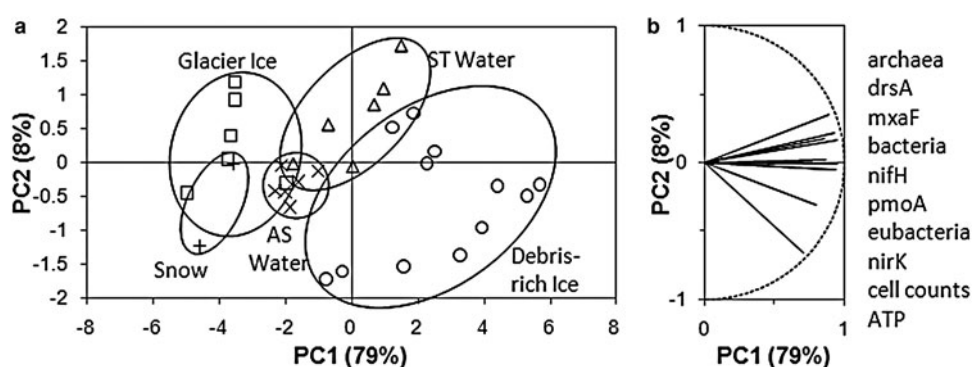 a
b
2
1.5
1
0.5
0
-0.5
-1
-1.5
-2
PC2 (8%)
Glacier Ice
ST Water
Snow
AS
Water
Debris-
rich Ice
-8 -6 -4 -2 0 2 4 6 8
PC1 (79%)
1
0
-1
PC2 (8%)
0 1
PC1 (79%)
archaea
drsA
mxaF
bacteria
nifH
pmoA
eubacteria
nirK
cell counts
ATP